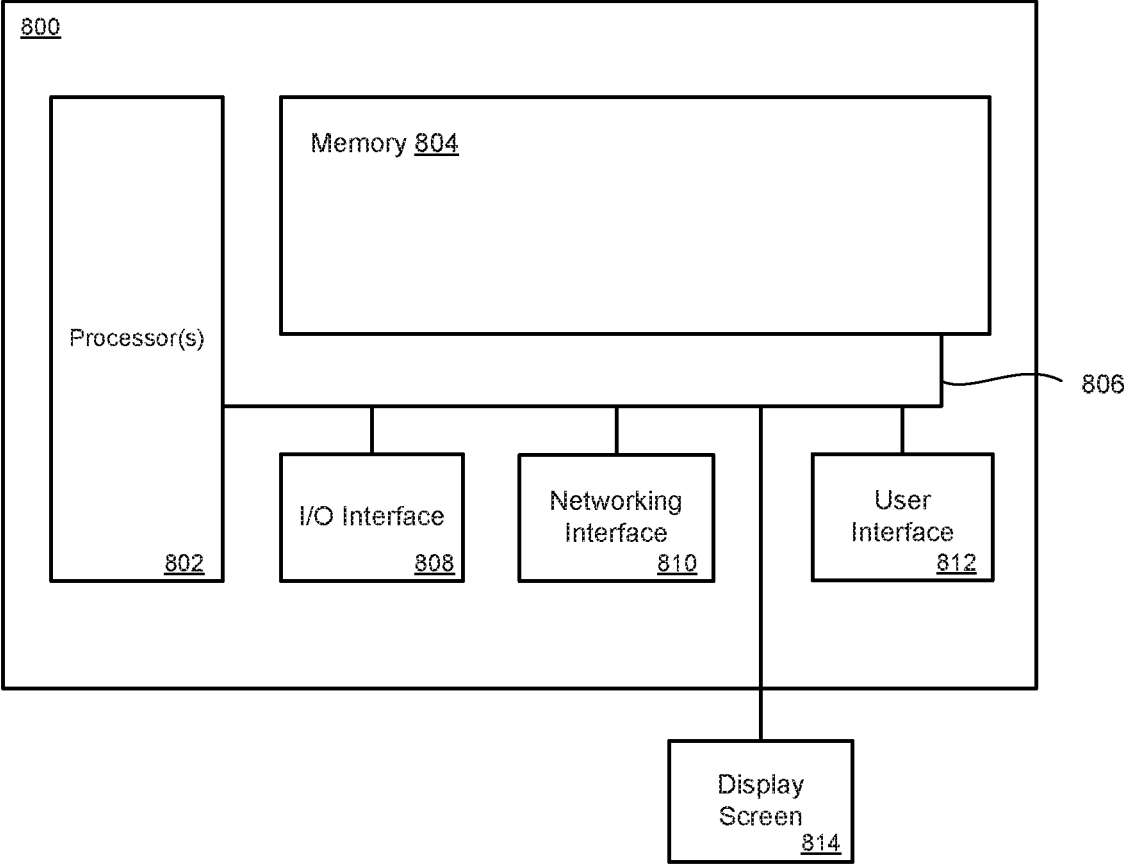 800
Memory 804
Processor(s)
802
806
I/O Interface
808
Networking
Interface
810
User
Interface
812
Display
Screen
814